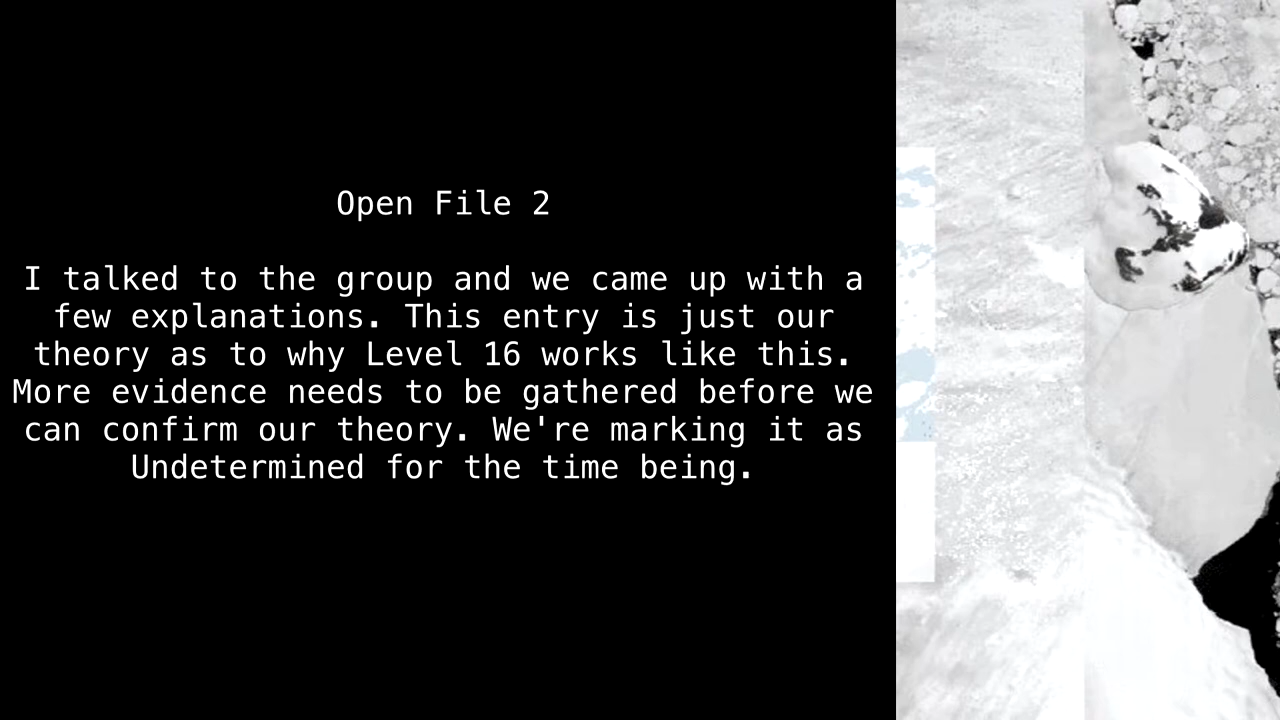 Open File 2
I talked to the group and we came up with a
few explanations. This entry is just our
theory as to why Level 16 works like this.
More evidence needs to be gathered before we
can confirm our theory. We're marking it as
Undetermined for the time being.